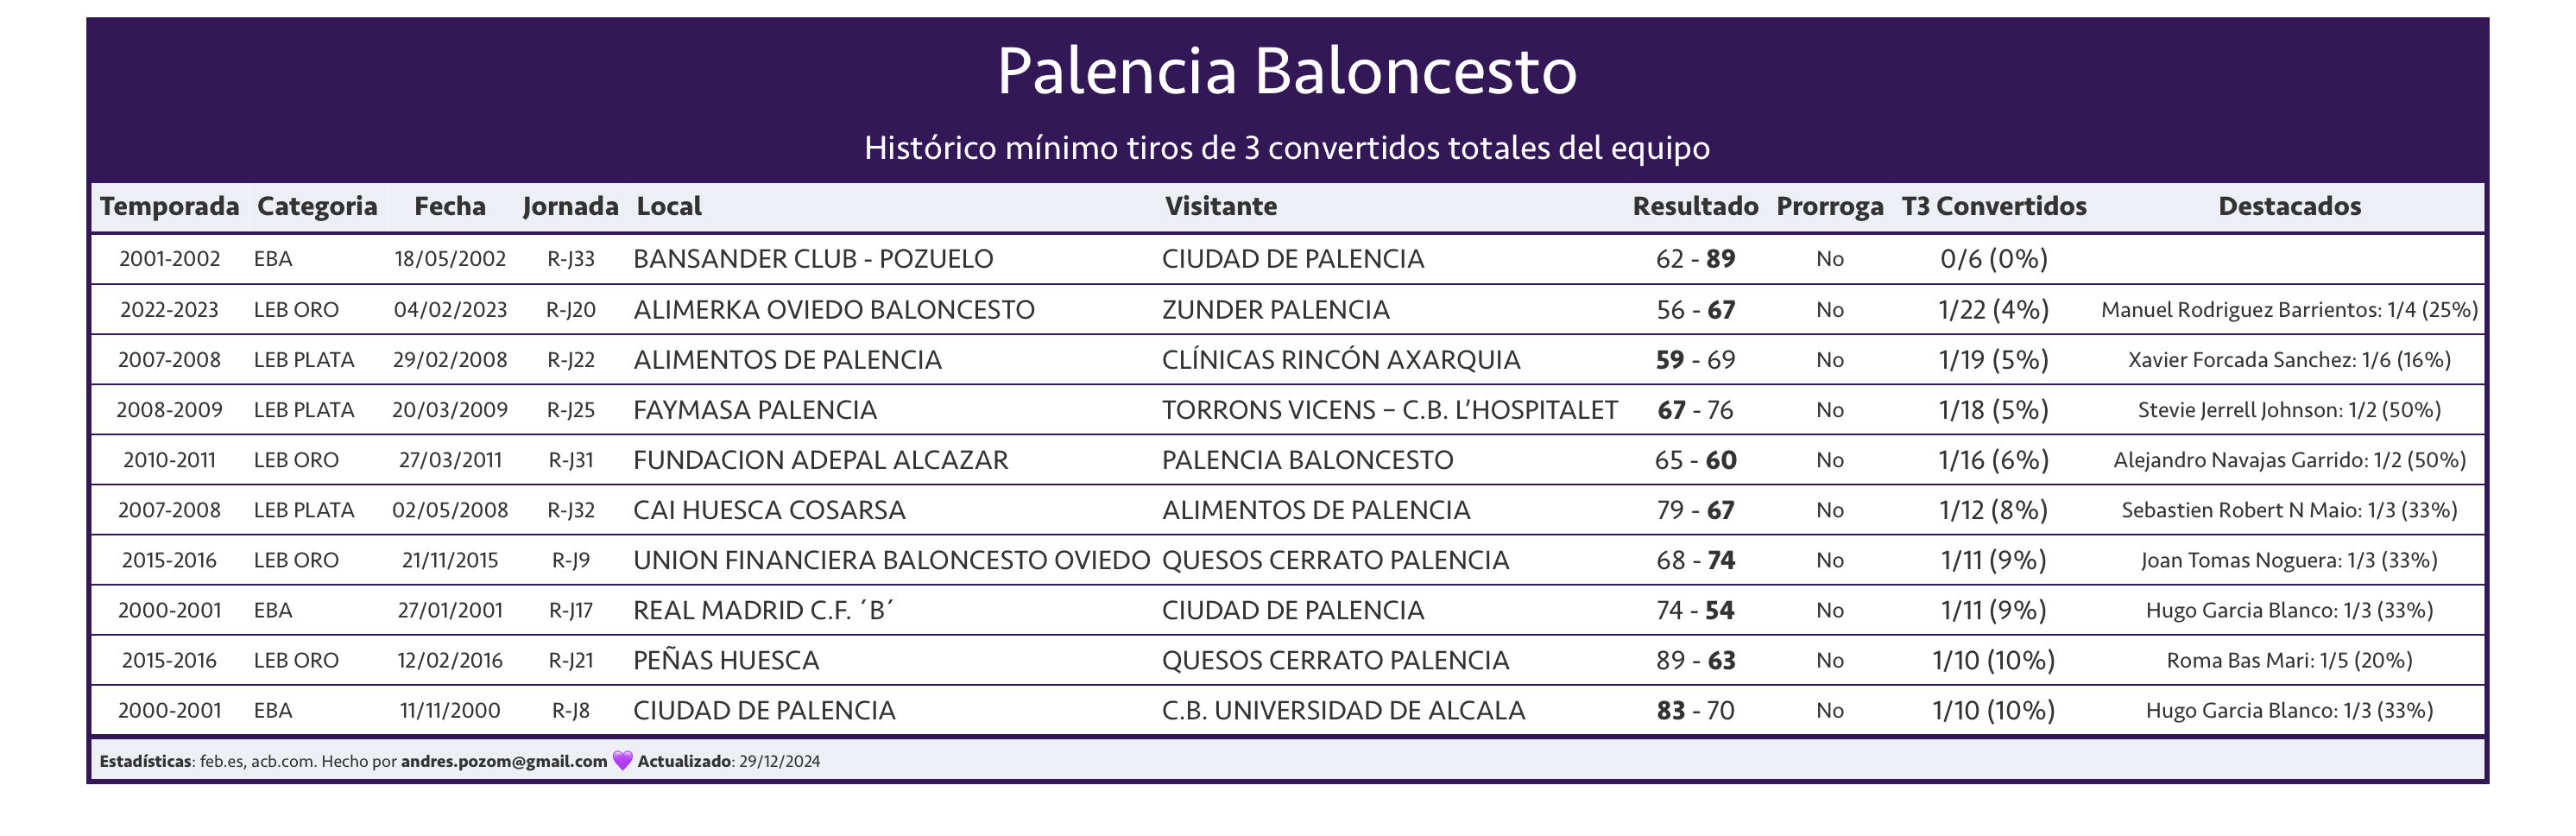 Palencia Baloncesto
Histórico mínimo tiros de 3 convertidos totales del equipo
Temporada Categoria Fecha Jornada Local Visitante Resultado Prorroga T3 Convertidos Destacados
2001-2002 EBA 18/05/2002 R-J33 BANSANDER CLUB - POZUELO CIUDAD DE PALENCIA 62 - 89 No 0/6 (0%)
2022-2023 LEB ORO 04/02/2023 R-J20 ALIMERKA OVIEDO BALONCESTO ZUNDER PALENCIA 56 - 67 No 1/22 (4%) Manuel Rodriguez Barrientos: 1/4 (25%)
2007-2008 LEB PLATA 29/02/2008 R-J22 ALIMENTOS DE PALENCIA CLÍNICAS RINCÓN AXARQUIA 59 - 69 No 1/19 (5%) Xavier Forcada Sanchez: 1/6 (16%)
2008-2009 LEB PLATA 20/03/2009 R-J25 FAYMASA PALENCIA TORRONS VICENS – C.B. L’HOSPITALET 67 - 76 No 1/18 (5%) Stevie Jerrell Johnson: 1/2 (50%)
2010-2011 LEB ORO 27/03/2011 R-J31 FUNDACION ADEPAL ALCAZAR PALENCIA BALONCESTO 65 - 60 No 1/16 (6%) Alejandro Navajas Garrido: 1/2 (50%)
2007-2008 LEB PLATA 02/05/2008 R-J32 CAI HUESCA COSARSA ALIMENTOS DE PALENCIA 79 - 67 No 1/12 (8%) Sebastien Robert N Maio: 1/3 (33%)
2015-2016 LEB ORO 21/11/2015 R-J9 UNION FINANCIERA BALONCESTO OVIEDO QUESOS CERRATO PALENCIA 68 - 74 No 1/11 (9%) Joan Tomas Noguera: 1/3 (33%)
2000-2001 EBA 27/01/2001 R-J17 REAL MADRID C.F. ´B´ CIUDAD DE PALENCIA 74 - 54 No 1/11 (9%) Hugo Garcia Blanco: 1/3 (33%)
2015-2016 LEB ORO 12/02/2016 R-J21 PEÑAS HUESCA QUESOS CERRATO PALENCIA 89 - 63 No 1/10 (10%) Roma Bas Mari: 1/5 (20%)
2000-2001 EBA 11/11/2000 R-J8 CIUDAD DE PALENCIA C.B. UNIVERSIDAD DE ALCALA 83 - 70 No 1/10 (10%) Hugo Garcia Blanco: 1/3 (33%)
Estadísticas: feb.es, acb.com. Hecho por andres.pozom@gmail.com 💜 Actualizado: 29/12/2024